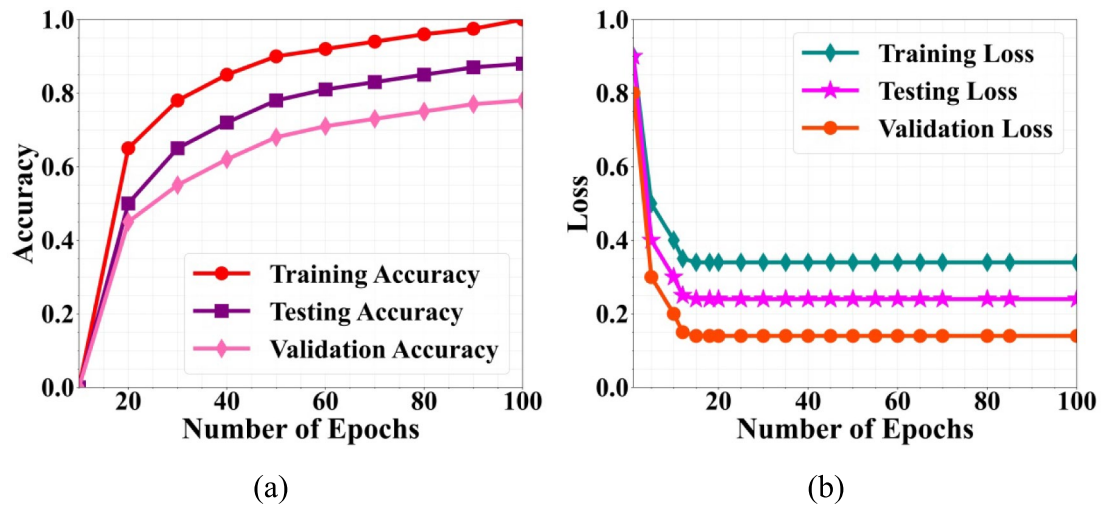 1.0
0.8
0.6
0.4
0.2
0.0
Accuracy
Training Accuracy
Testing Accuracy
Validation Accuracy
20 40 60 80 100
Number of Epochs
(a)
1.0
0.8
0.6
0.4
0.2
0.0
Loss
Training Loss
Testing Loss
Validation Loss
20 40 60 80 100
Number of Epochs
(b)